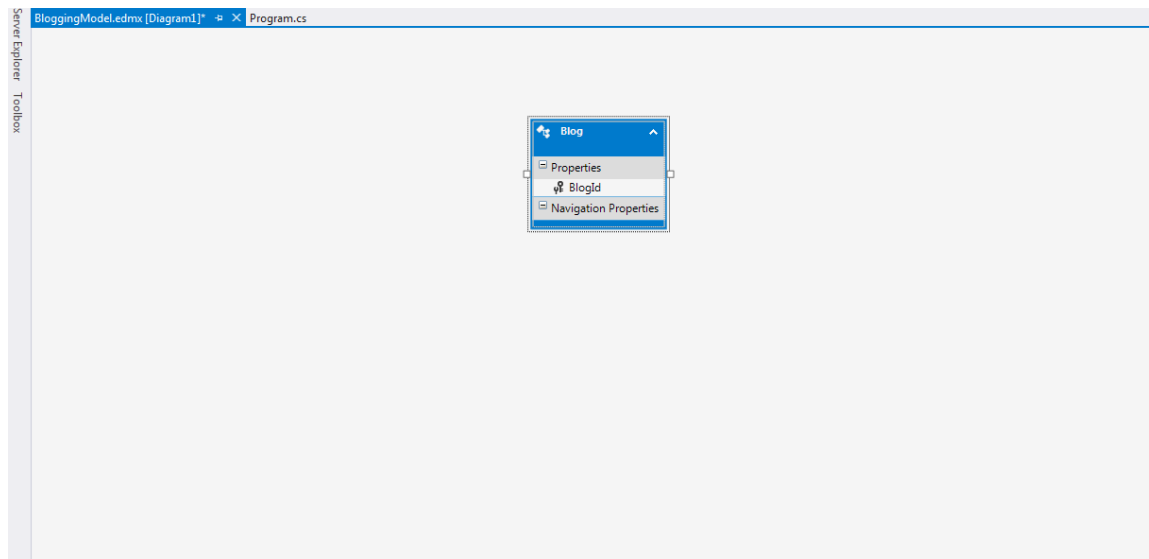 BloggingModel.edmx [Diagram1]* Program.cs
Server Explorer
Toolbox
Blog
Properties
BlogId
Navigation Properties